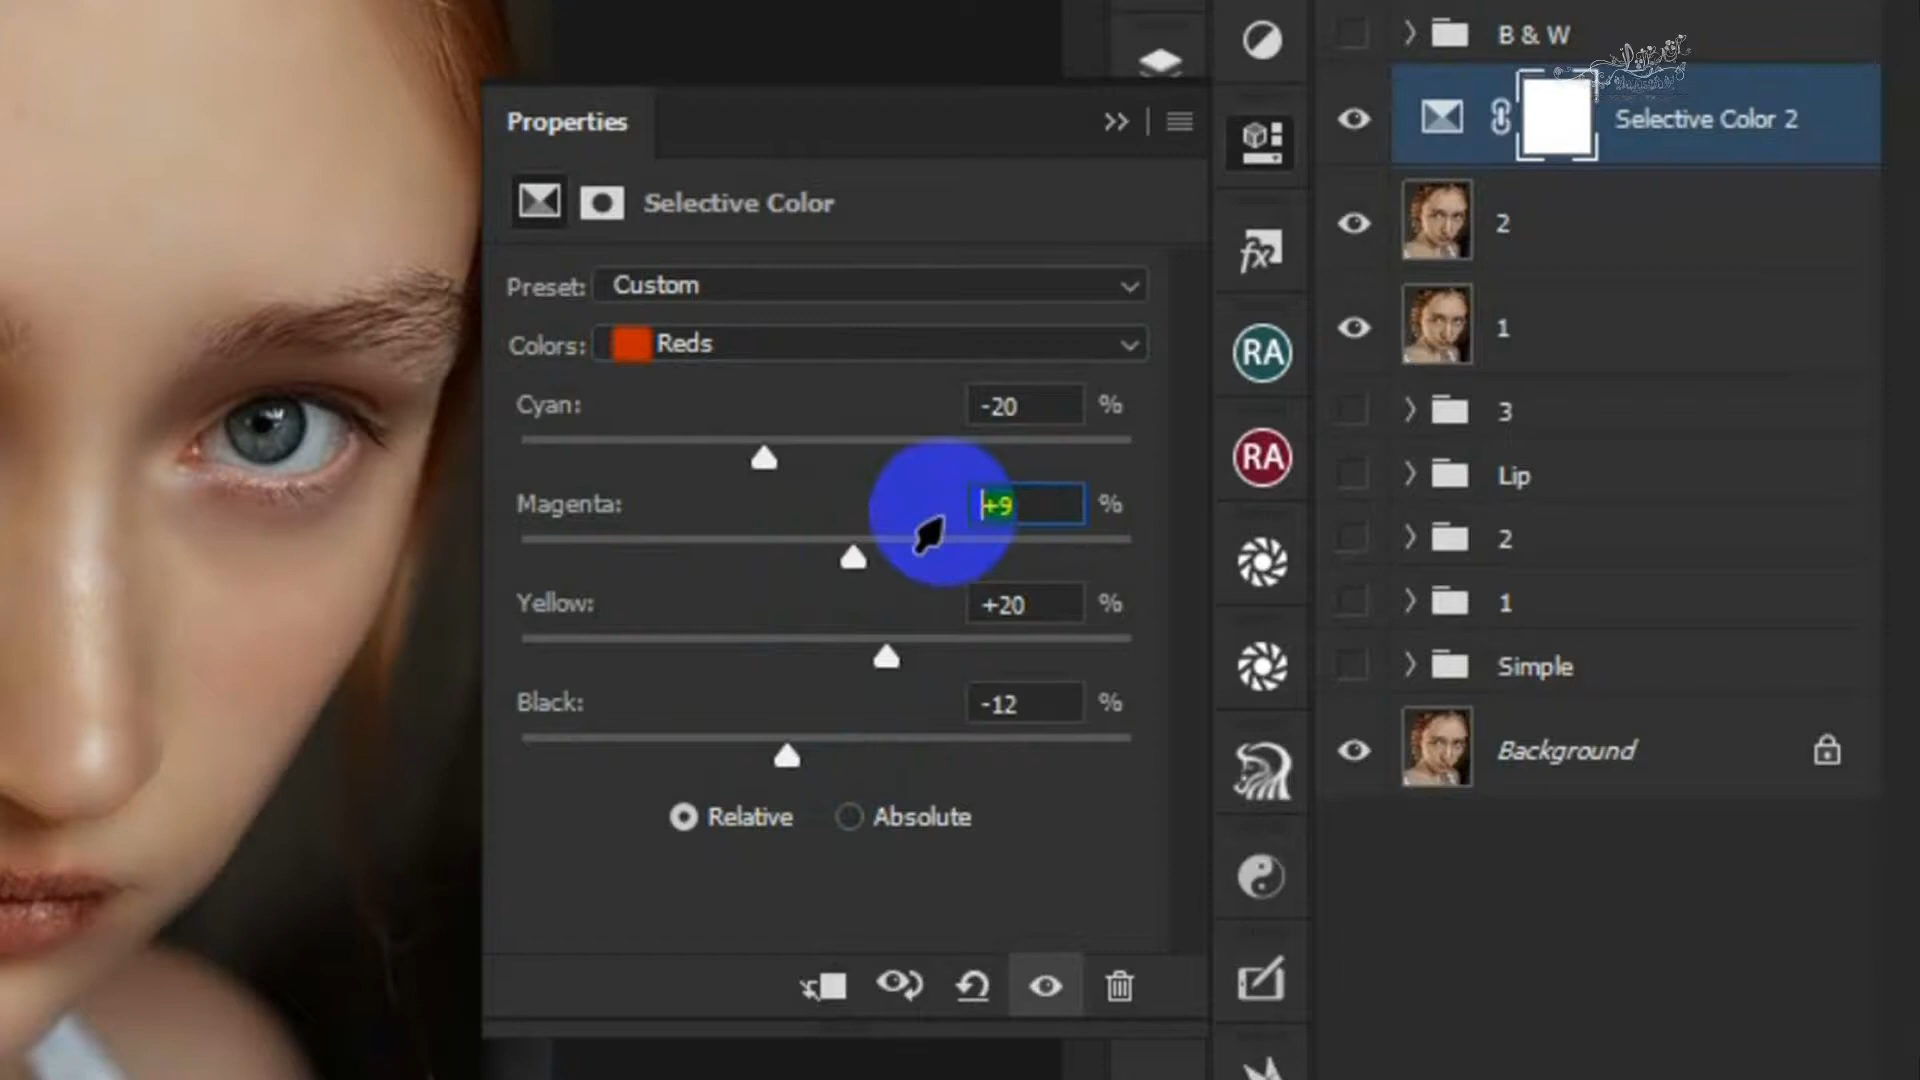 Properties
Selective Color
Preset: Custom
Colors: Reds
Cyan: -20 %
Magenta: +9 %
Yellow: +20 %
Black: -12 %
Relative Absolute
fx
RA
RA
B & W
Selective Color 2
2
1
3
Lip
2
1
Simple
Background